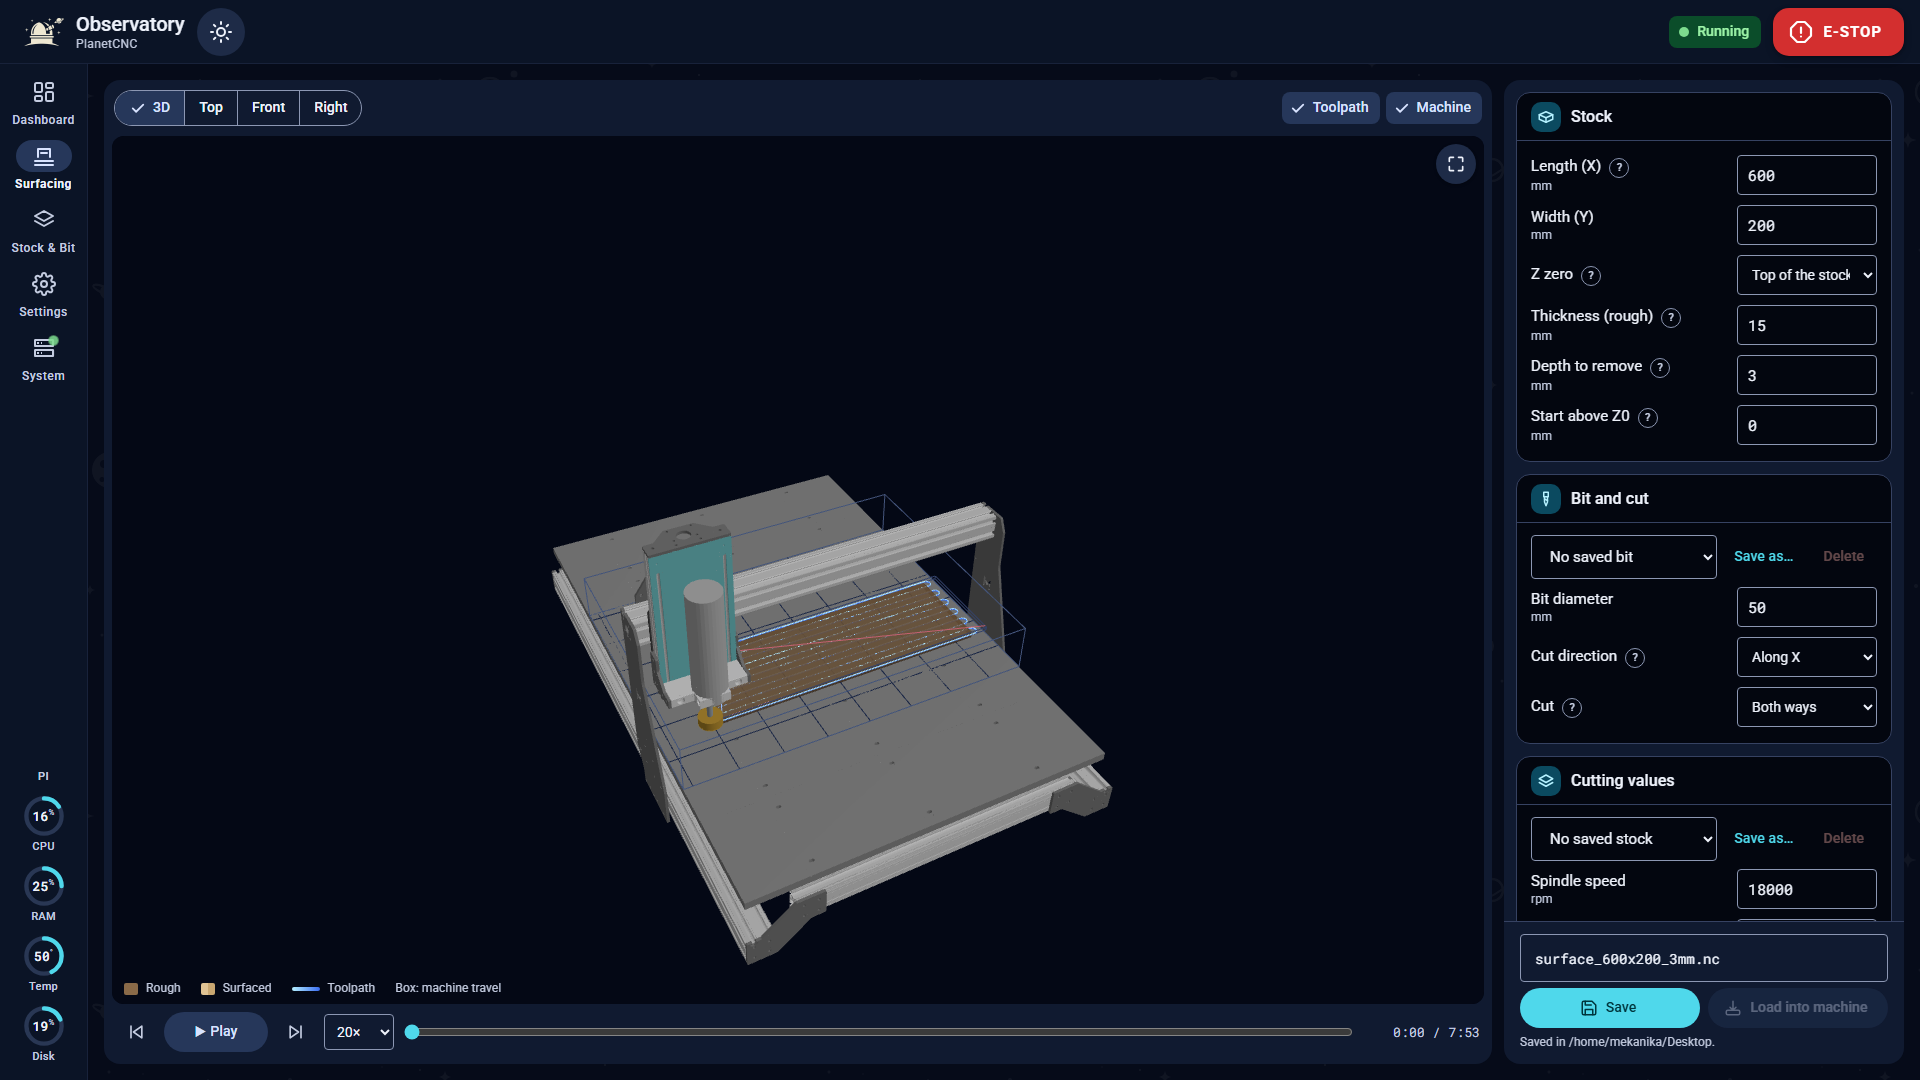 Observatory
PlanetCNC
Running
E-STOP
Dashboard
Surfacing
Stock & Bit
Settings
System
PI
16%
CPU
25%
RAM
50°
Temp
19%
Disk
3D
Top
Front
Right
Toolpath
Machine
Rough
Surfaced
Toolpath
Box: machine travel
Play
20×
0:00 / 7:53
Stock
Length (X) ?
mm
600
Width (Y)
mm
200
Z zero ?
Top of the stock
Thickness (rough) ?
mm
15
Depth to remove ?
mm
3
Start above Z0 ?
mm
0
Bit and cut
No saved bit
Save as...
Delete
Bit diameter
mm
50
Cut direction ?
Along X
Cut ?
Both ways
Cutting values
No saved stock
Save as...
Delete
Spindle speed
rpm
18000
surface_600x200_3mm.nc
Save
Load into machine
Saved in /home/mekanika/Desktop.